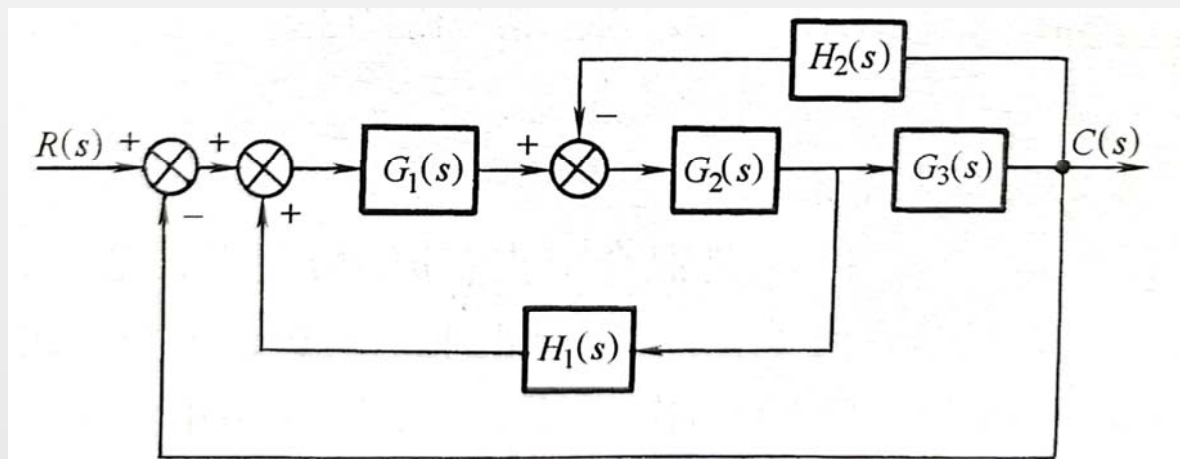 H₂(s)
R(s) + + G₁(s) + − G₂(s) G₃(s) C(s)
− +
H₁(s)